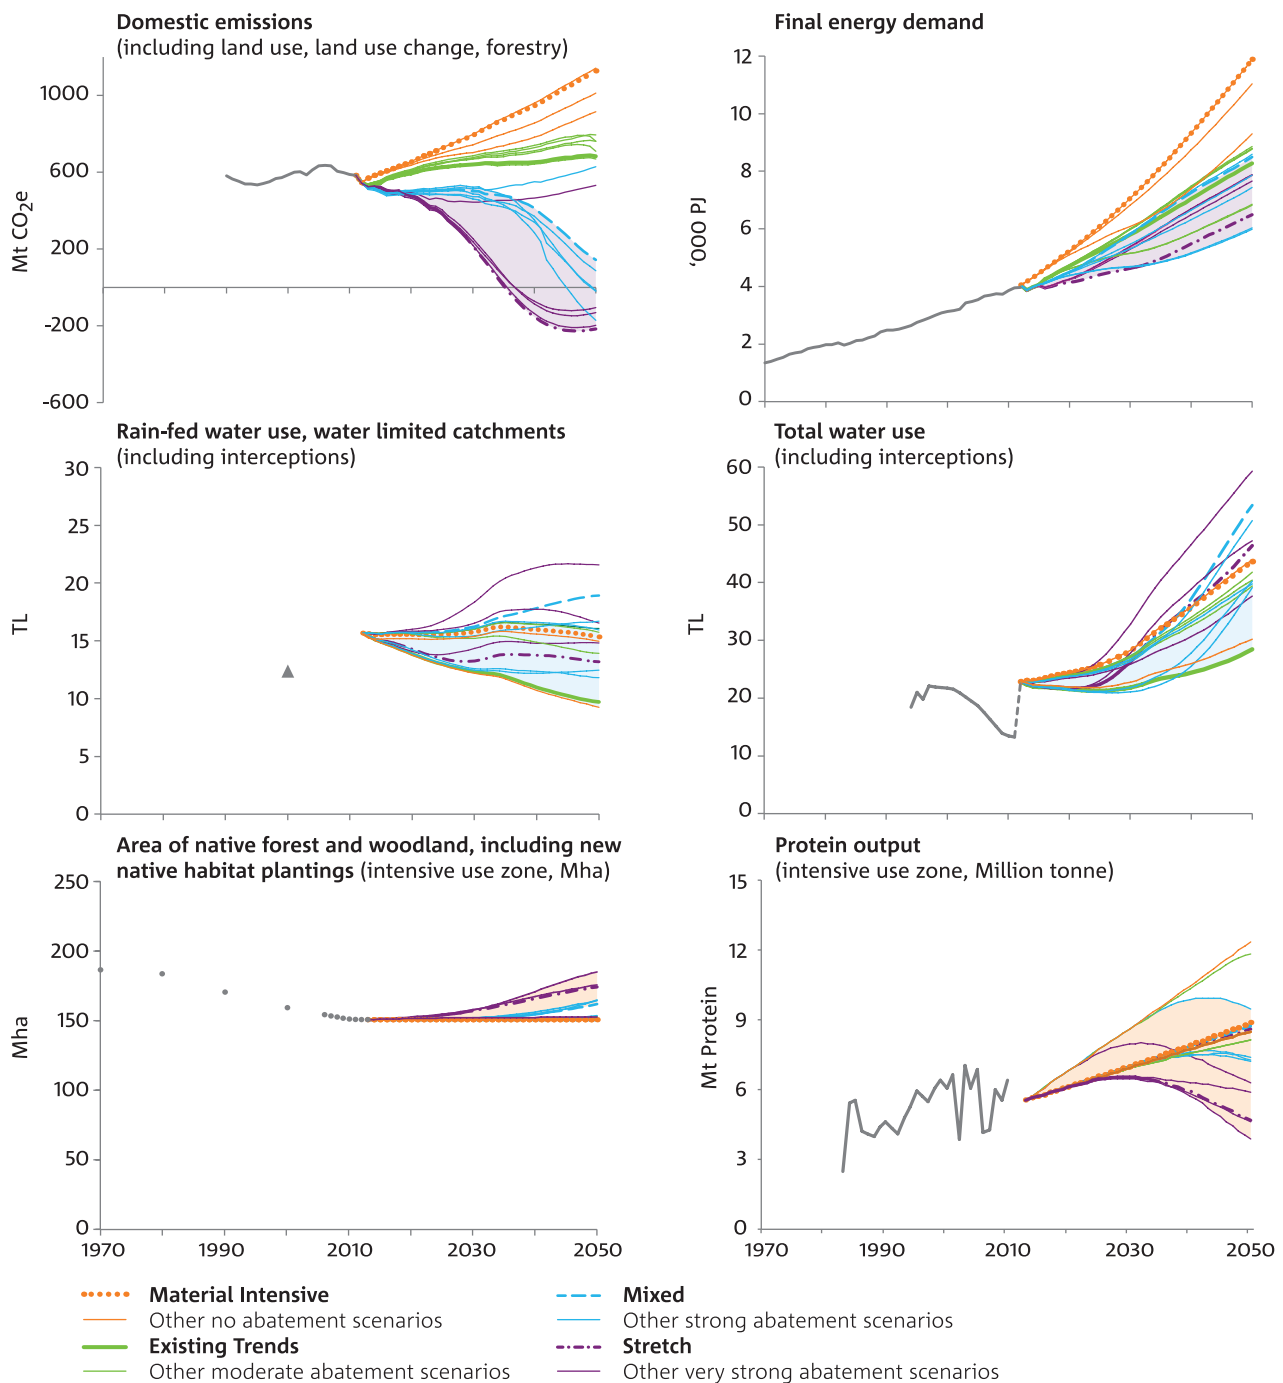 Domestic emissions
(including land use, land use change, forestry)
1000
600
200
-200
-600
Mt CO2e
Final energy demand
12
10
8
6
4
2
0
‘000 PJ
Rain-fed water use, water limited catchments
(including interceptions)
30
25
20
15
10
5
0
TL
Total water use
(including interceptions)
60
50
40
30
20
10
0
TL
Area of native forest and woodland, including new
native habitat plantings (intensive use zone, Mha)
250
200
150
100
50
0
Mha
1970 1990 2010 2030 2050
Protein output
(intensive use zone, Million tonne)
15
12
9
6
3
0
Mt Protein
1970 1990 2010 2030 2050
Material Intensive
Other no abatement scenarios
Existing Trends
Other moderate abatement scenarios
Mixed
Other strong abatement scenarios
Stretch
Other very strong abatement scenarios